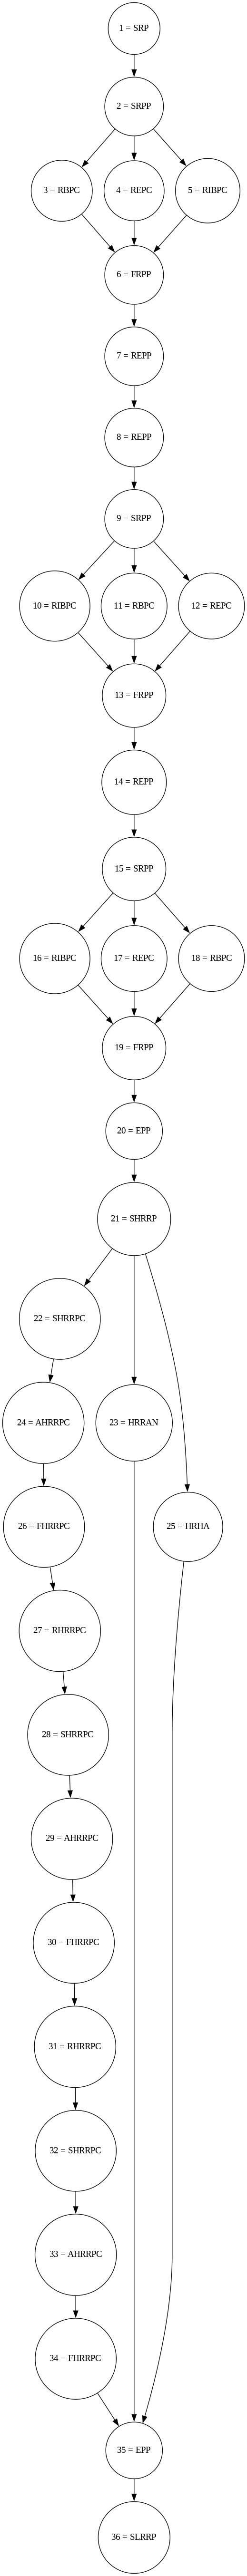 1 = SRP
2 = SRPP
3 = RBPC
4 = REPC
5 = RIBPC
6 = FRPP
7 = REPP
8 = REPP
9 = SRPP
10 = RIBPC
11 = RBPC
12 = REPC
13 = FRPP
14 = REPP
15 = SRPP
16 = RIBPC
17 = REPC
18 = RBPC
19 = FRPP
20 = EPP
21 = SHRRP
22 = SHRRPC
24 = AHRRPC
23 = HRRAN
26 = FHRRPC
25 = HRHA
27 = RHRRPC
28 = SHRRPC
29 = AHRRPC
30 = FHRRPC
31 = RHRRPC
32 = SHRRPC
33 = AHRRPC
34 = FHRRPC
35 = EPP
36 = SLRRP